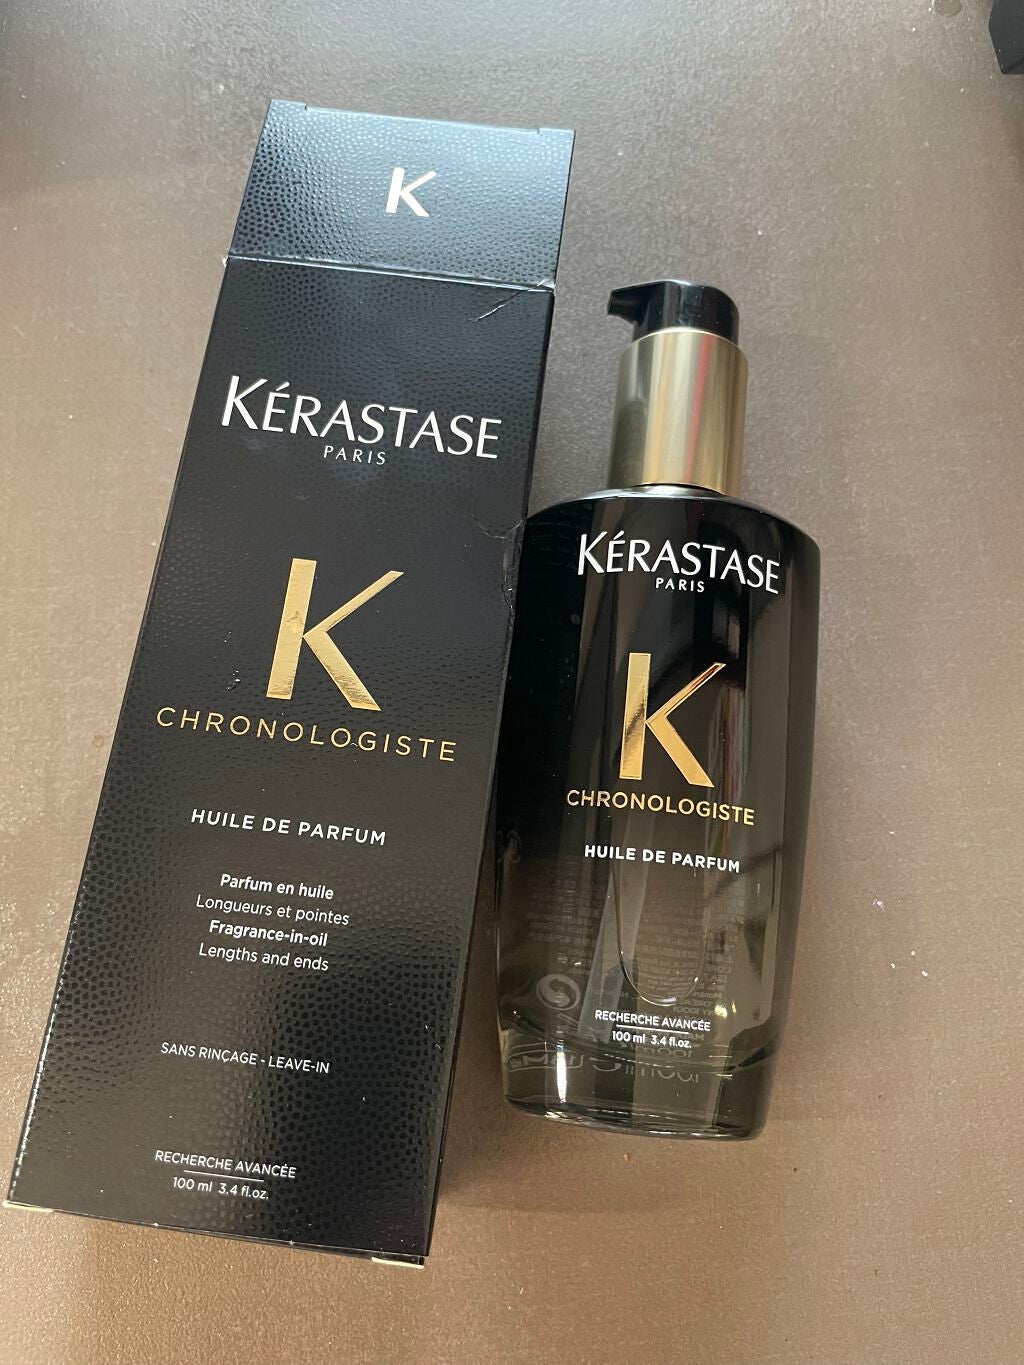 K
KÉRASTASE
PARIS
K
CHRONOLOGISTE
HUILE DE PARFUM
Parfum en huile
Longueurs et pointes
Fragrance-in-oil
Lengths and ends
SANS RINÇAGE - LEAVE-IN
RECHERCHE AVANCÉE
100 ml 3.4 fl.oz.
KÉRASTASE
PARIS
K
CHRONOLOGISTE
HUILE DE PARFUM
RECHERCHE AVANCÉE
100 ml 3.4 fl.oz.